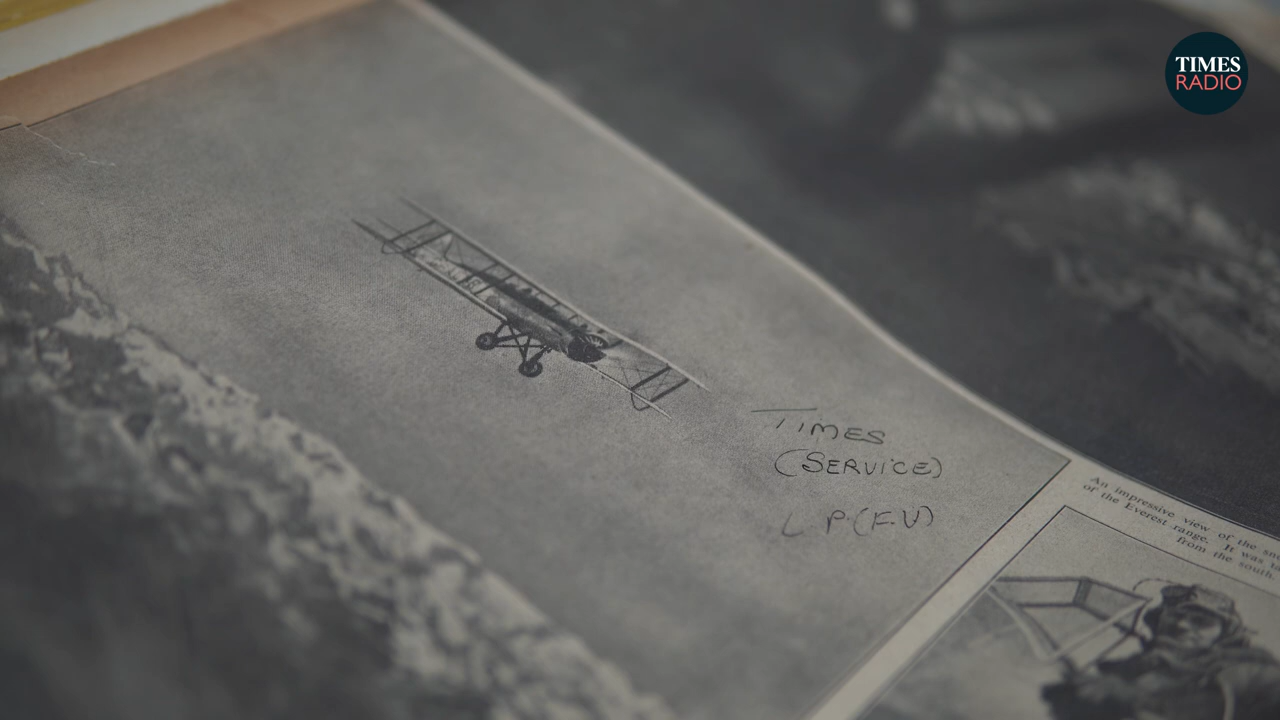 TIMES
RADIO
TIMES
(SERVICE)
L.P.(F.V)
An impressive view of the
of the Everest range. It was
from the south.